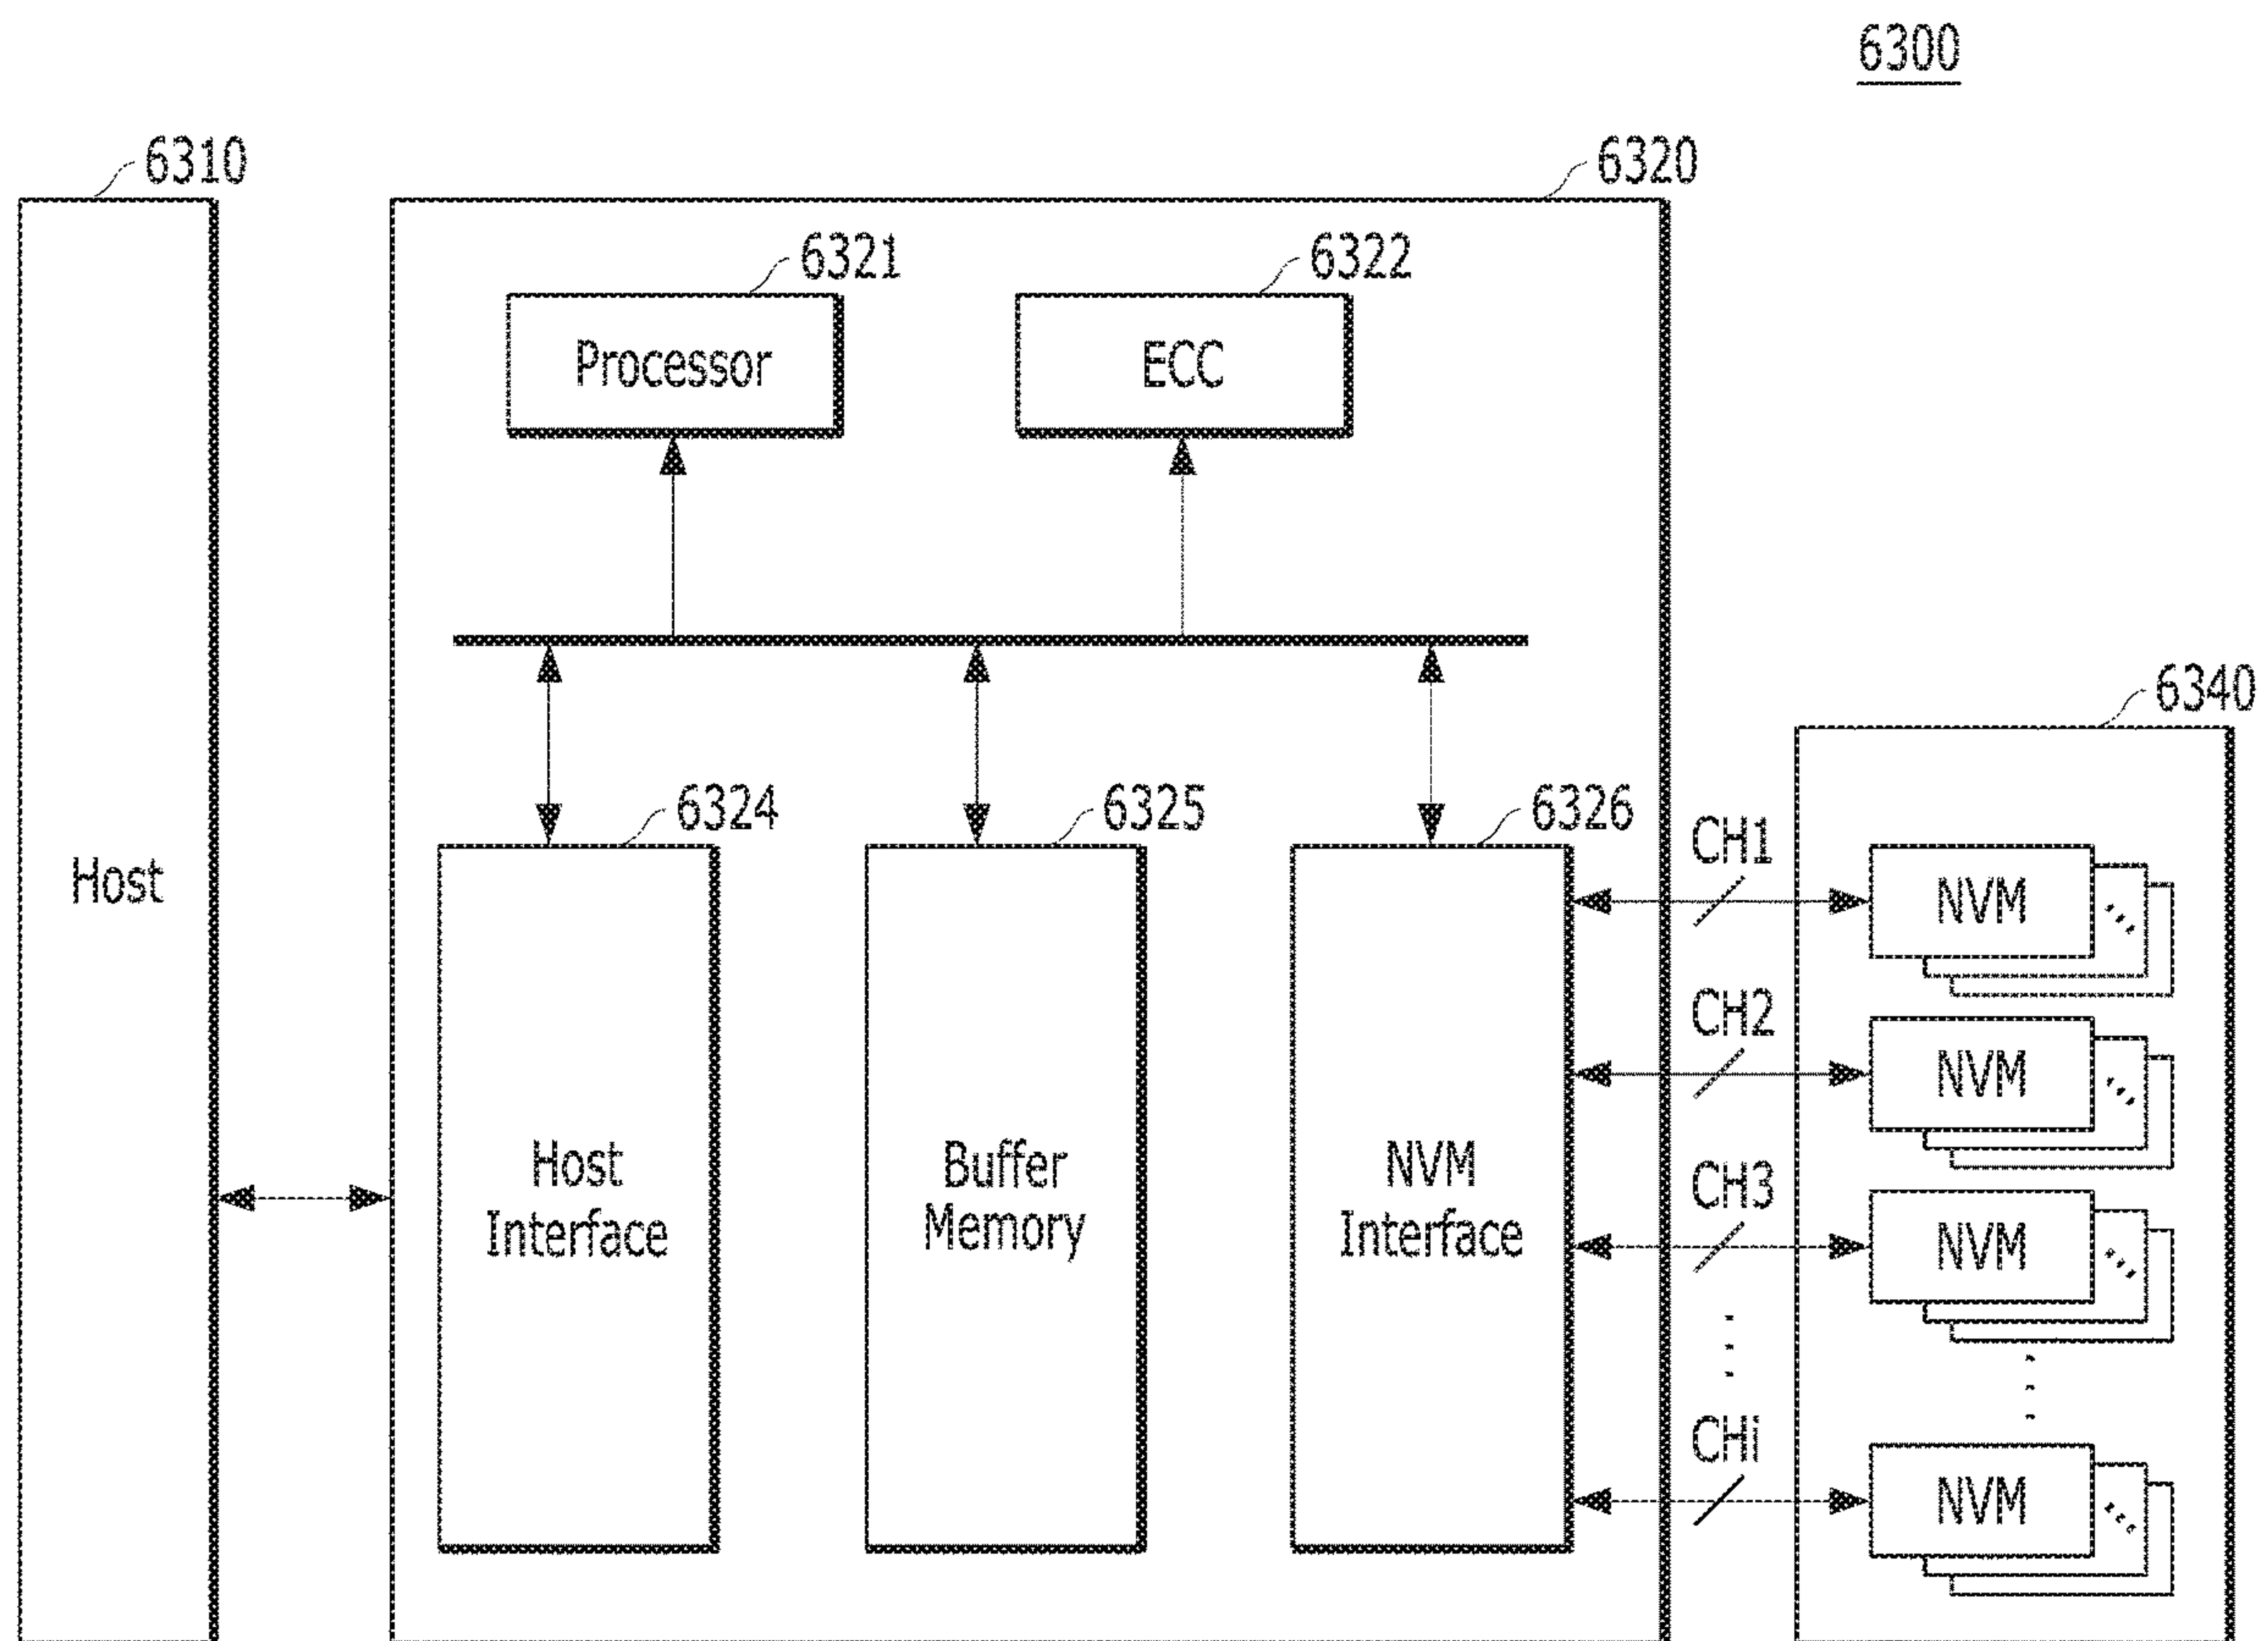 6300
6310
6320
6321
6322
Processor
ECC
6340
6324
6325
6326
CH1
Host
NVM
CH2
NVM
Host
Interface
Buffer
Memory
NVM
Interface
CH3
NVM
CHi
NVM